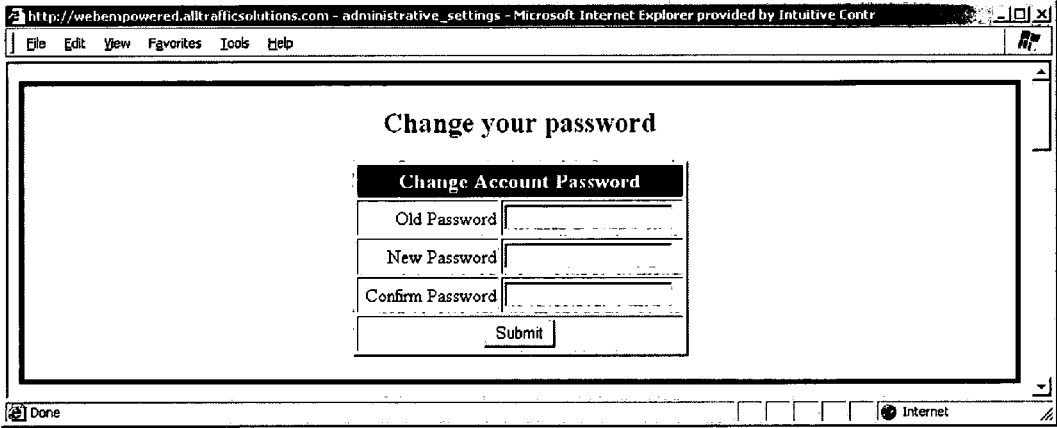 http://webempowered.alltrafficsolutions.com - administrative_settings - Microsoft Internet Explorer provided by Intuitive Contr
File Edit View Favorites Tools Help
Change your password
Change Account Password
Old Password
New Password
Confirm Password
Submit
Done Internet